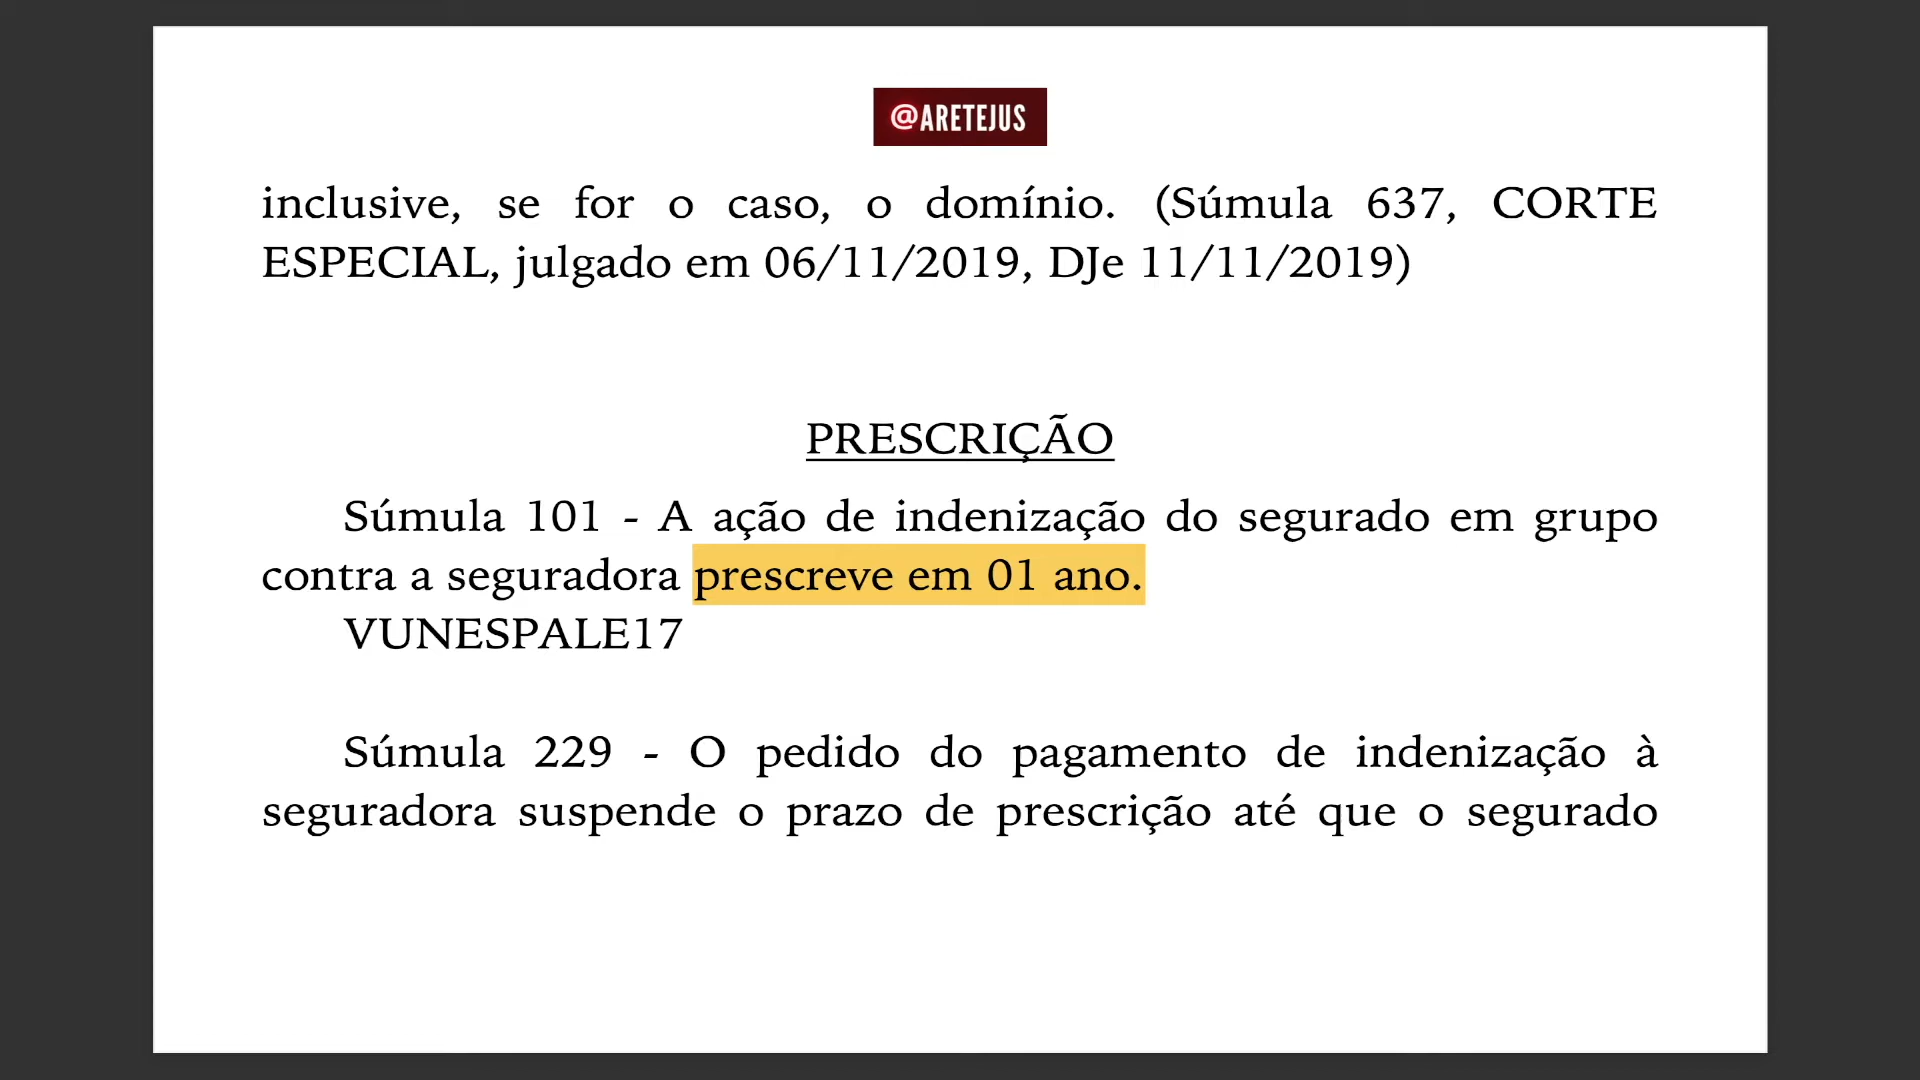 @ARETEJUS
inclusive, se for o caso, o domínio. (Súmula 637, CORTE
ESPECIAL, julgado em 06/11/2019, DJe 11/11/2019)
PRESCRIÇÃO
Súmula 101 - A ação de indenização do segurado em grupo
contra a seguradora prescreve em 01 ano.
VUNESPALE17
Súmula 229 - O pedido do pagamento de indenização à
seguradora suspende o prazo de prescrição até que o segurado